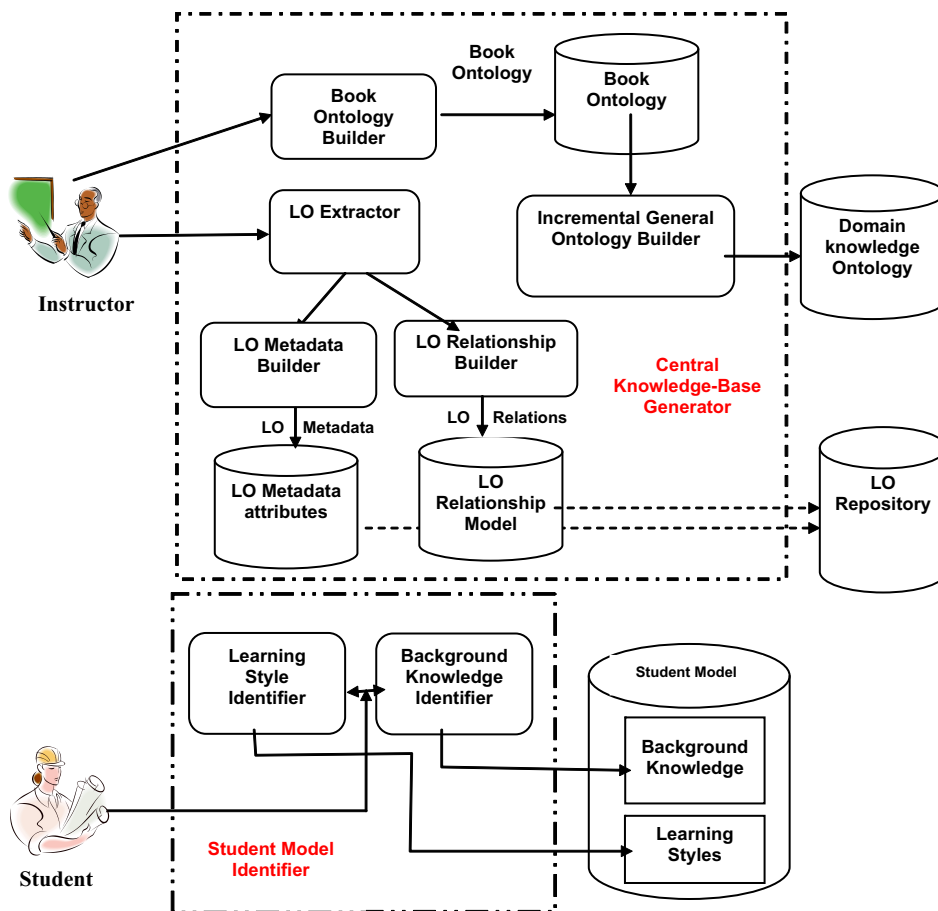 Book
Ontology
Book
Ontology
Builder
Book
Ontology
LO Extractor
Incremental General
Ontology Builder
Domain
knowledge
Ontology
Instructor
LO Metadata
Builder
LO Relationship
Builder
Central
Knowledge-Base
Generator
LO Metadata
LO Relations
LO Metadata
attributes
LO
Relationship
Model
LO
Repository
Learning
Style
Identifier
Background
Knowledge
Identifier
Student Model
Background
Knowledge
Learning
Styles
Student Model
Identifier
Student